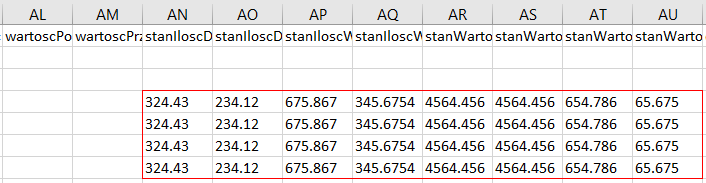 AL AM AN AO AP AQ AR AS AT AU
wartoscPo wartoscPrz stanIloscD stanIloscD stanIloscW stanIloscW stanWarto stanWarto stanWarto stanWarto
324.43 234.12 675.867 345.6754 4564.456 4564.456 654.786 65.675
324.43 234.12 675.867 345.6754 4564.456 4564.456 654.786 65.675
324.43 234.12 675.867 345.6754 4564.456 4564.456 654.786 65.675
324.43 234.12 675.867 345.6754 4564.456 4564.456 654.786 65.675